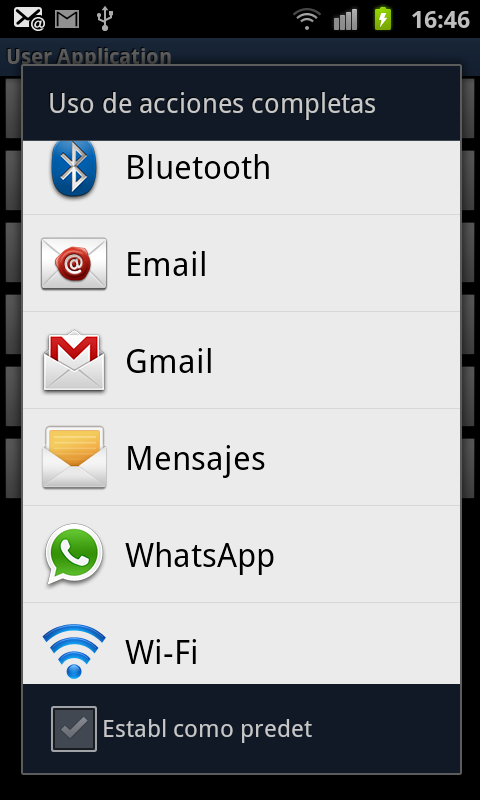 16:46
User Application
Uso de acciones completas
Bluetooth
Email
Gmail
Mensajes
WhatsApp
Wi-Fi
Establ como predet